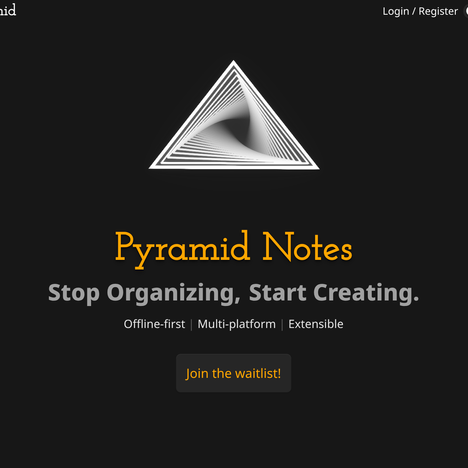 mid
Login / Register
Pyramid Notes
Stop Organizing, Start Creating.
Offline-first | Multi-platform | Extensible
Join the waitlist!